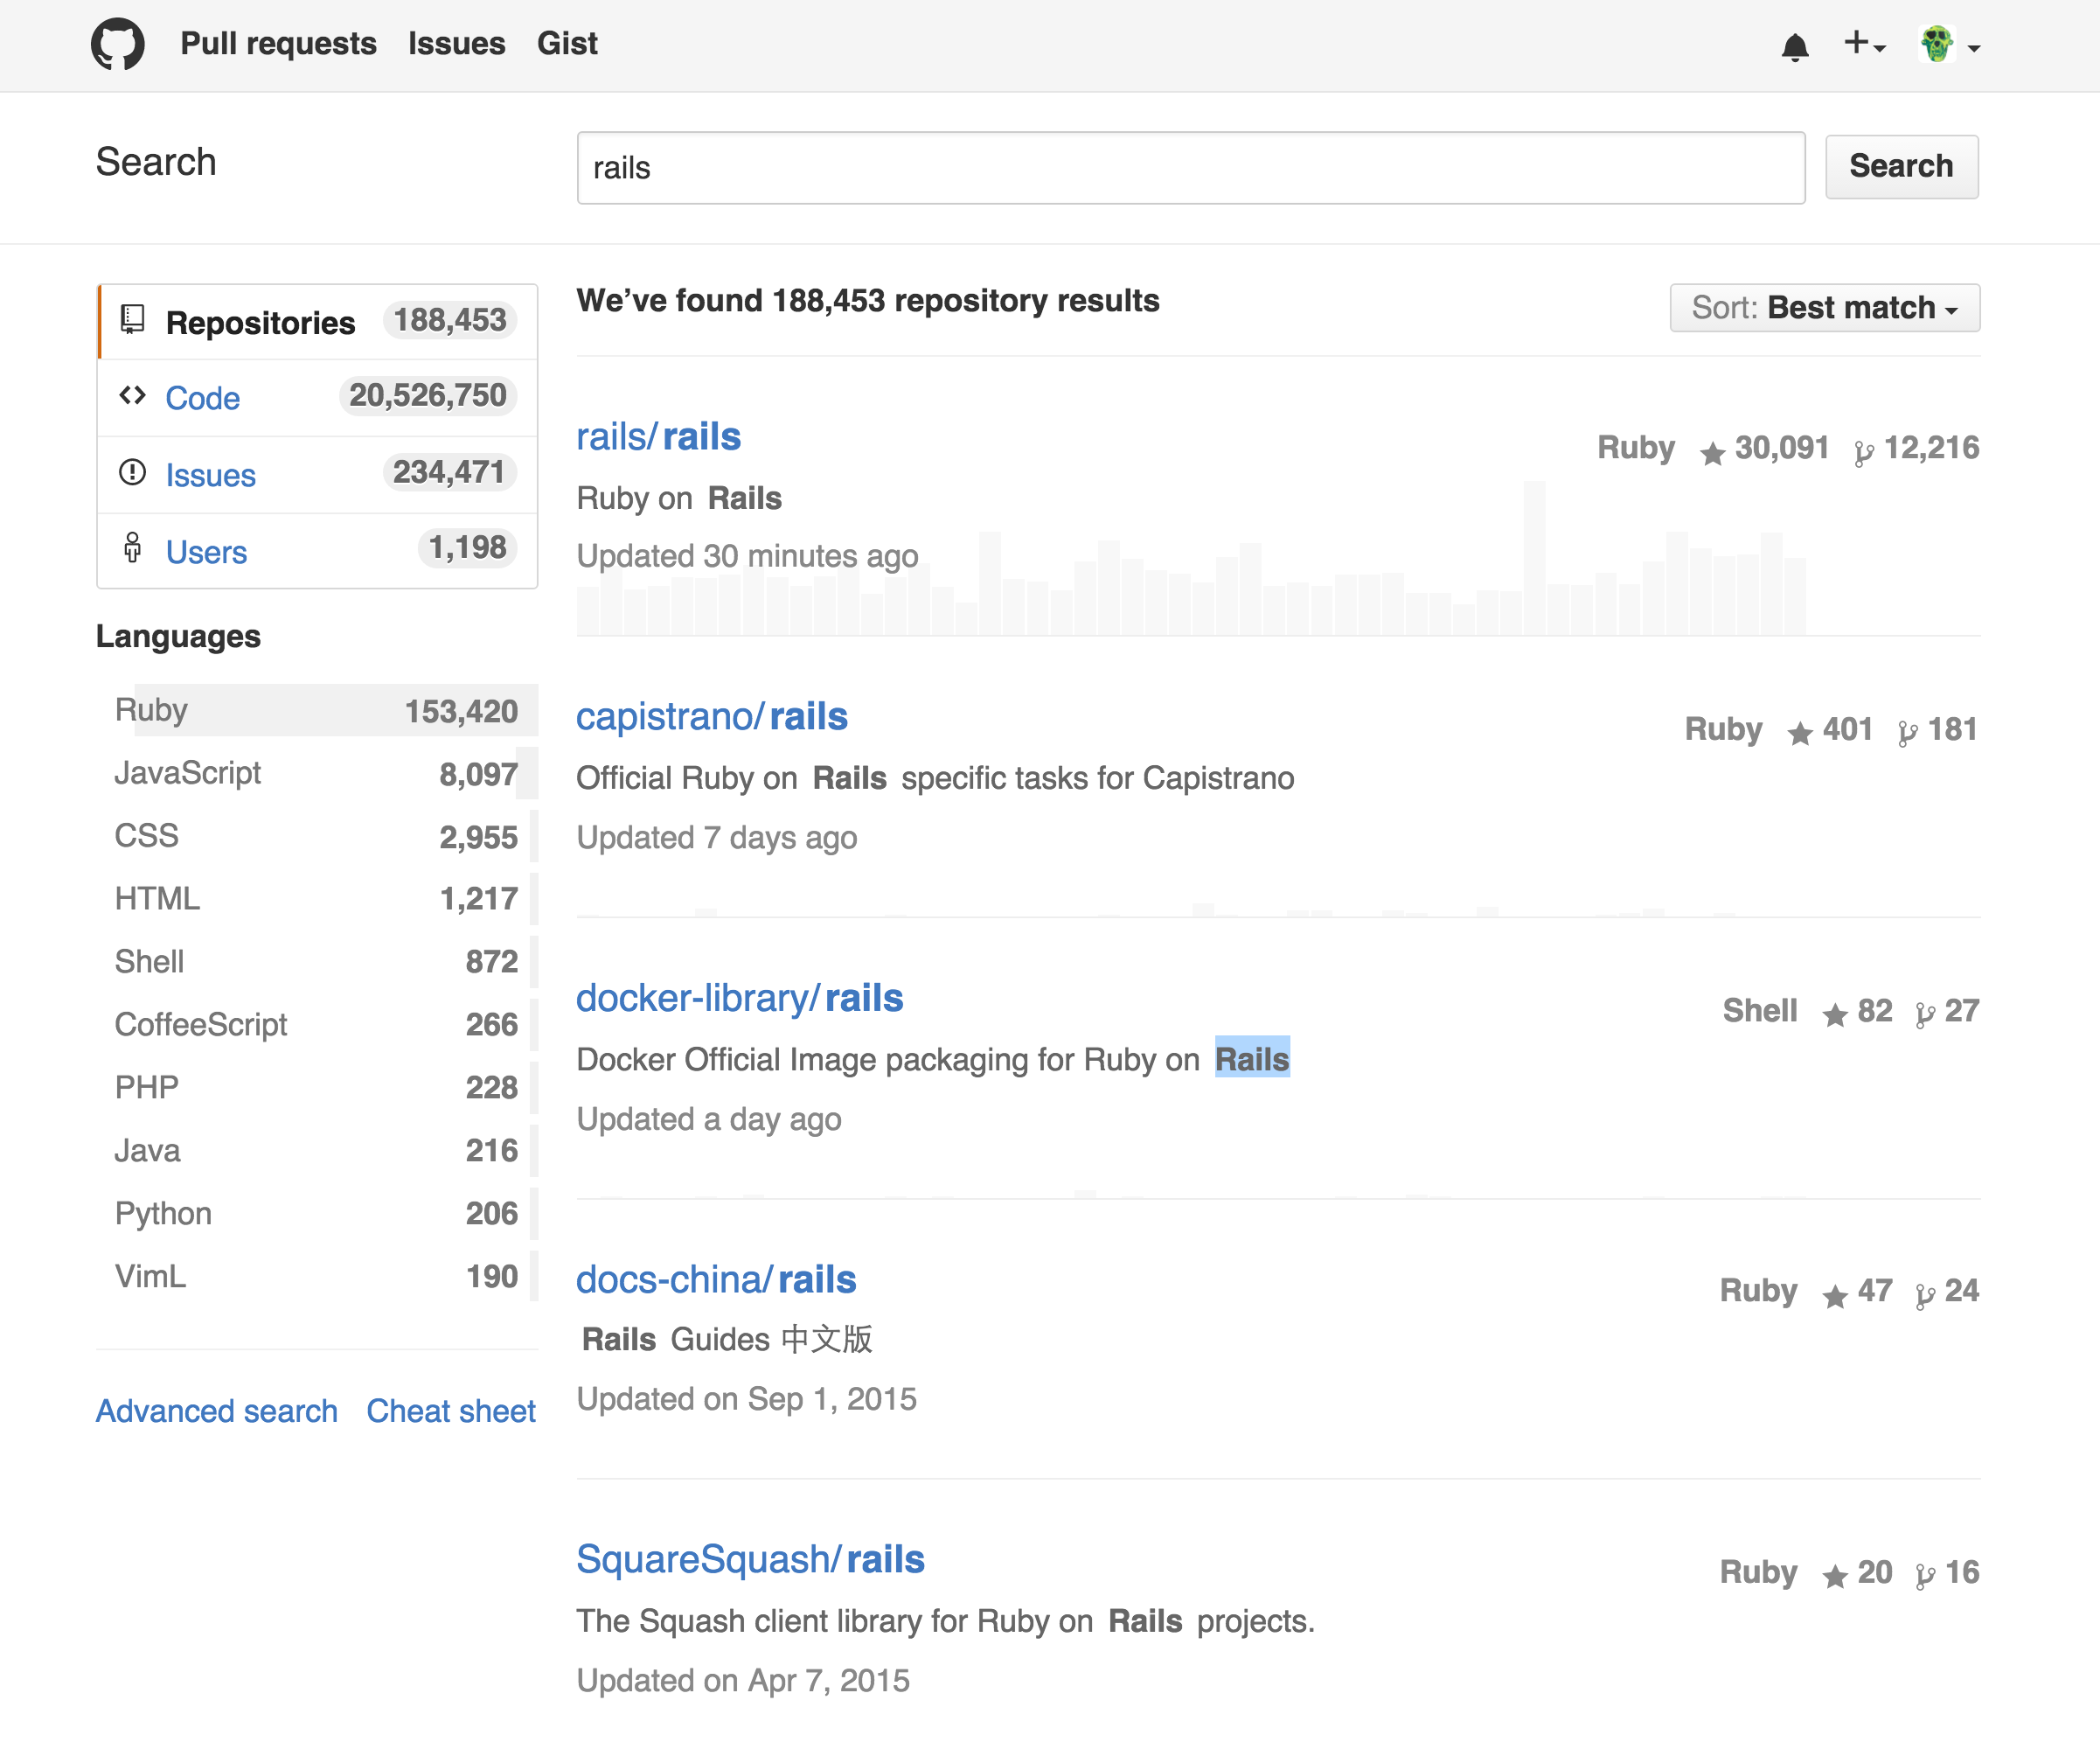 Pull requests Issues Gist
Search rails Search
Repositories 188,453
Code 20,526,750
Issues 234,471
Users 1,198
Languages
Ruby 153,420
JavaScript 8,097
CSS 2,955
HTML 1,217
Shell 872
CoffeeScript 266
PHP 228
Java 216
Python 206
VimL 190
Advanced search Cheat sheet
We’ve found 188,453 repository results
Sort: Best match
rails/rails
Ruby 30,091 12,216
Ruby on Rails
Updated 30 minutes ago
capistrano/rails
Ruby 401 181
Official Ruby on Rails specific tasks for Capistrano
Updated 7 days ago
docker-library/rails
Shell 82 27
Docker Official Image packaging for Ruby on Rails
Updated a day ago
docs-china/rails
Ruby 47 24
Rails Guides 中文版
Updated on Sep 1, 2015
SquareSquash/rails
Ruby 20 16
The Squash client library for Ruby on Rails projects.
Updated on Apr 7, 2015